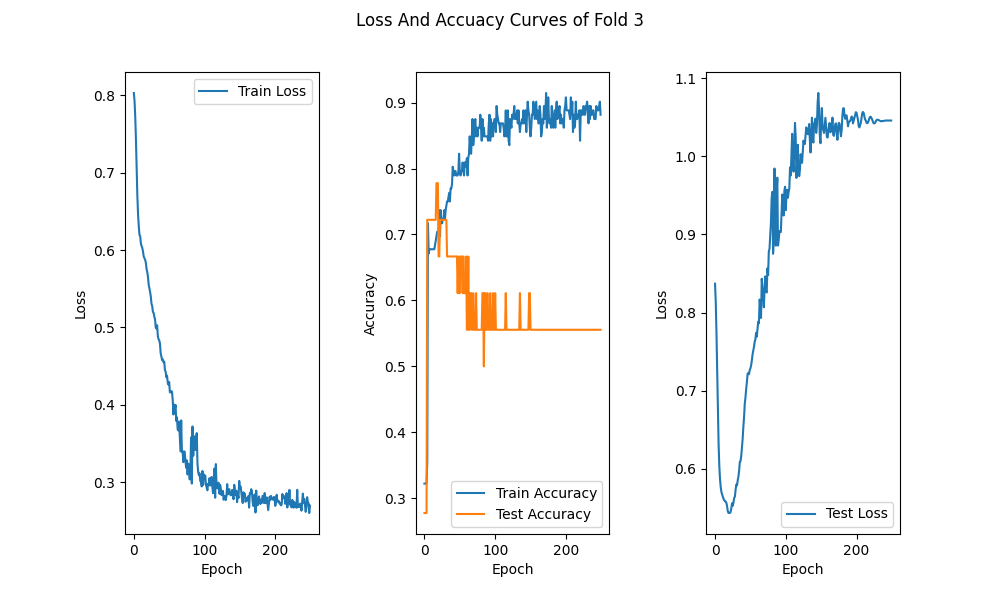 Loss And Accuacy Curves of Fold 3
Loss
0.8
0.7
0.6
0.5
0.4
0.3
0
100
200
Epoch
Train Loss
Accuracy
0.9
0.8
0.7
0.6
0.5
0.4
0.3
0
100
200
Epoch
Train Accuracy
Test Accuracy
Loss
1.1
1.0
0.9
0.8
0.7
0.6
0
100
200
Epoch
Test Loss